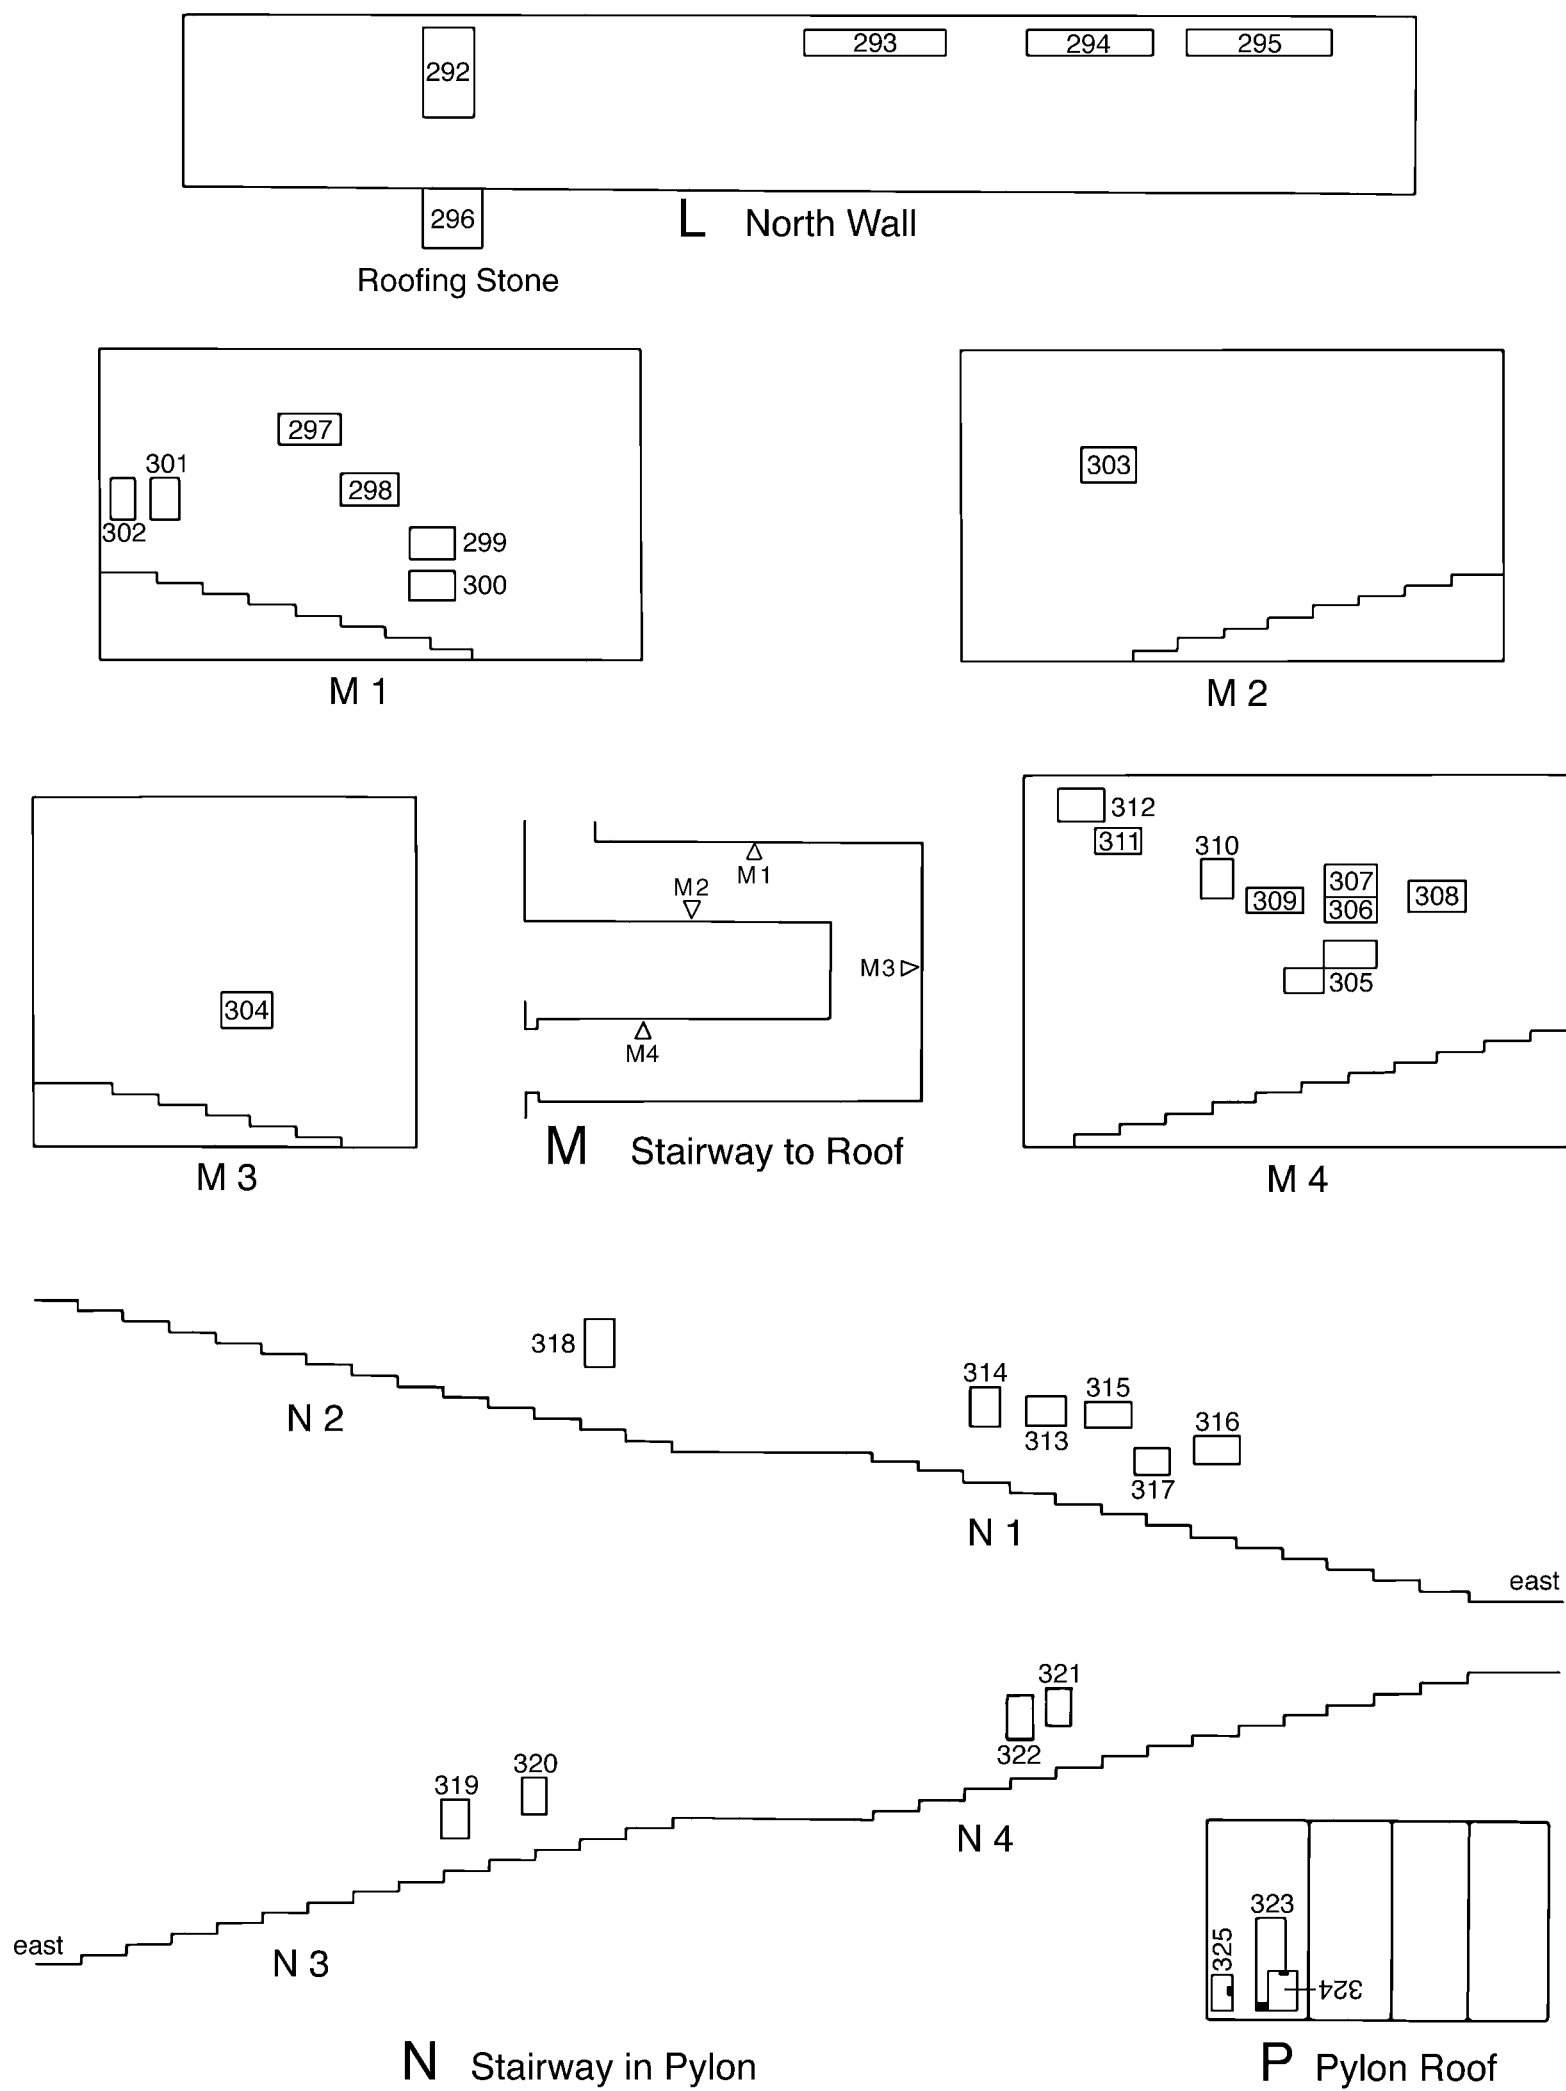 292
293
294
295
296
L North Wall
Roofing Stone
297
301
298
302
299
300
M 1
303
M 2
304
M 3
M1
M2
M3
M4
M Stairway to Roof
312
311
310
307
309
306
308
305
M 4
318
N 2
314
315
313
316
317
N 1
east
321
322
320
319
N 4
east
N 3
N Stairway in Pylon
323
325
324
P Pylon Roof